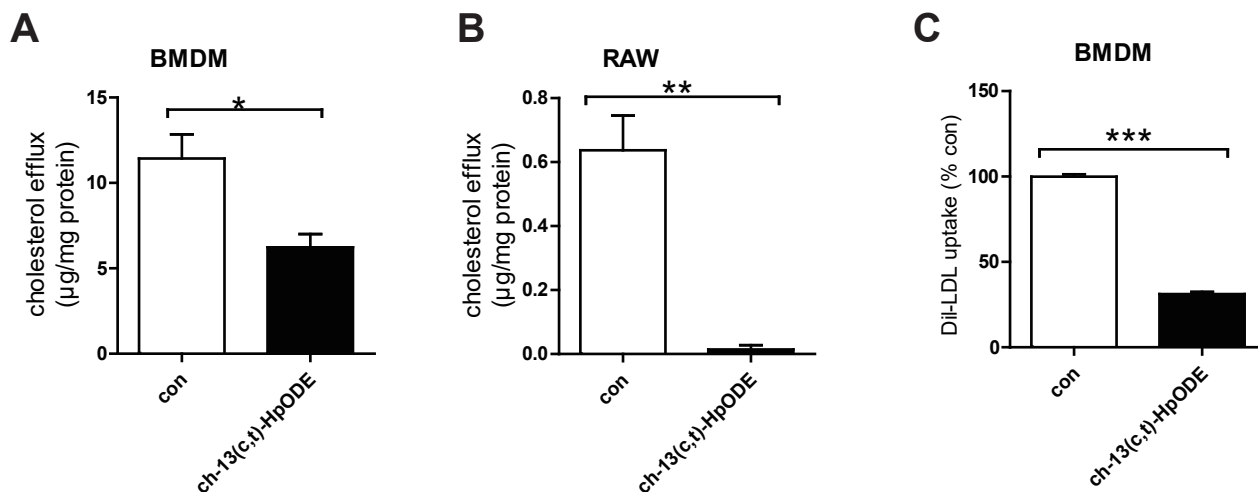 A
BMDM
cholesterol efflux
(µg/mg protein)
15
10
5
0
*
con
ch-13(c,t)-HpODE
B
RAW
cholesterol efflux
(µg/mg protein)
0.8
0.6
0.4
0.2
0.0
**
con
ch-13(c,t)-HpODE
C
BMDM
Dil-LDL uptake (% con)
150
100
50
0
***
con
ch-13(c,t)-HpODE